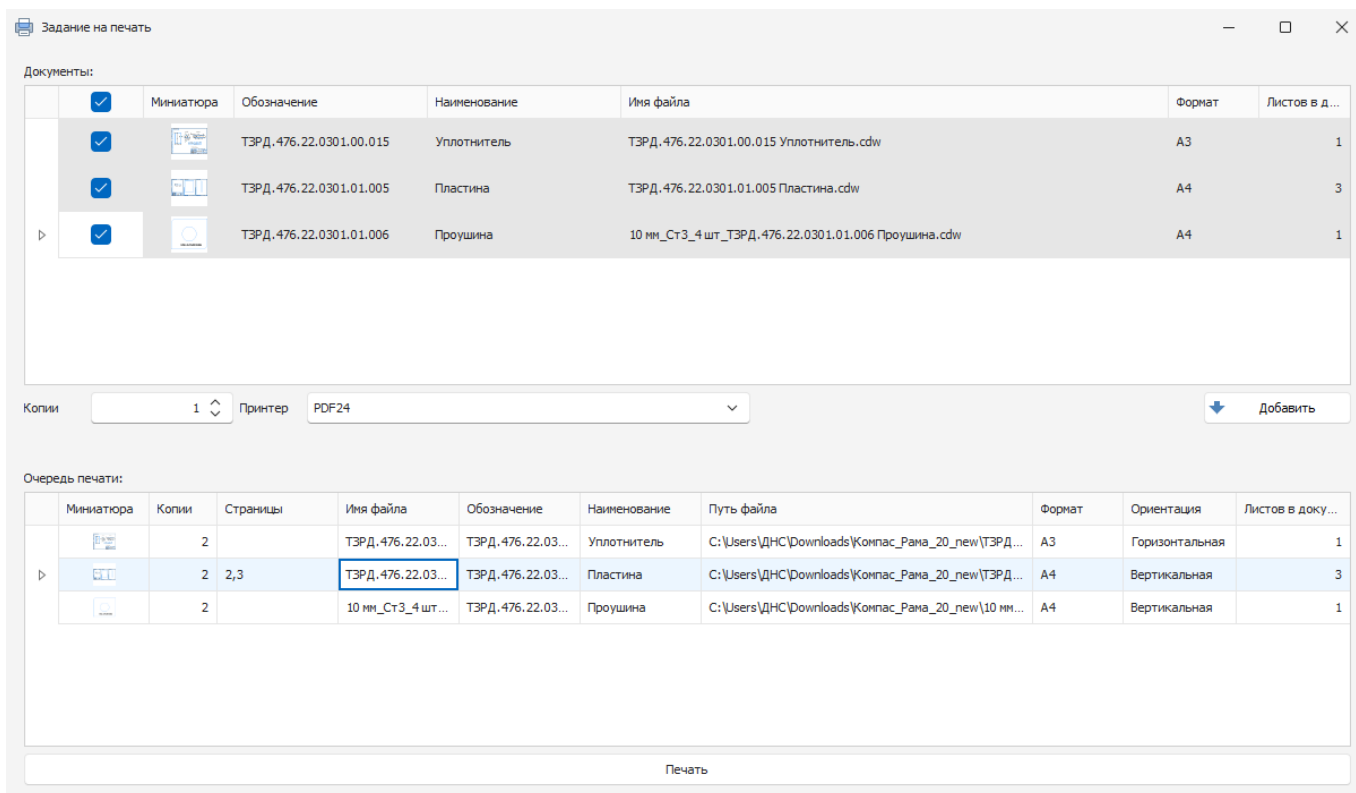 Задание на печать
Документы:
Миниатюра Обозначение Наименование Имя файла Формат Листов в д...
ТЗРД.476.22.0301.00.015 Уплотнитель ТЗРД.476.22.0301.00.015 Уплотнитель.cdw А3 1
ТЗРД.476.22.0301.01.005 Пластина ТЗРД.476.22.0301.01.005 Пластина.cdw А4 3
ТЗРД.476.22.0301.01.006 Проушина 10 мм_Ст3_4 шт_ТЗРД.476.22.0301.01.006 Проушина.cdw А4 1
Копии 1 Принтер PDF24 Добавить
Очередь печати:
Миниатюра Копии Страницы Имя файла Обозначение Наименование Путь файла Формат Ориентация Листов в доку...
2 ТЗРД.476.22.03... ТЗРД.476.22.03... Уплотнитель C:\Users\ДНС\Downloads\Компас_Рама_20_new\ТЗРД... А3 Горизонтальная 1
2 2,3 ТЗРД.476.22.03... ТЗРД.476.22.03... Пластина C:\Users\ДНС\Downloads\Компас_Рама_20_new\ТЗРД... А4 Вертикальная 3
2 10 мм_Ст3_4 шт... ТЗРД.476.22.03... Проушина C:\Users\ДНС\Downloads\Компас_Рама_20_new\10 мм... А4 Вертикальная 1
Печать